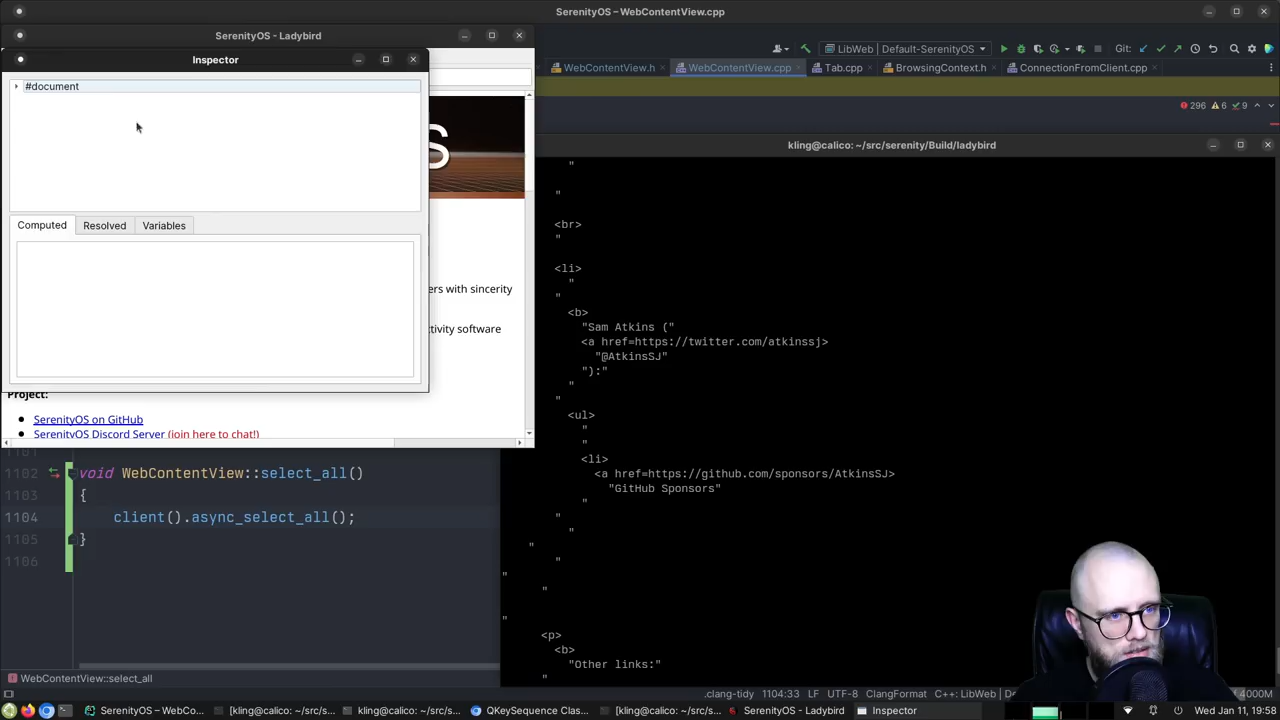 SerenityOS – WebContentView.cpp
SerenityOS - Ladybird
LibWeb | Default-SerenityOS
Git:
Inspector
WebContentView.h
WebContentView.cpp
Tab.cpp
BrowsingContext.h
ConnectionFromClient.cpp
#document
296
6
9
S
kling@calico: ~/src/serenity/Build/ladybird
"
"
<br>
"
<li>
"
"
<b>
"Sam Atkins ("
<a href=https://twitter.com/atkinssj>
"@AtkinsSJ"
"):"
"
"
<ul>
"
"
<li>
<a href=https://github.com/sponsors/AtkinsSJ>
"GitHub Sponsors"
"
"
"
"
"
"
"
"
<p>
<b>
"Other links:"
"
Computed
Resolved
Variables
ers with sincerity
ctivity software
Project:
SerenityOS on GitHub
SerenityOS Discord Server (join here to chat!)
1101
1102 void WebContentView::select_all()
1103 {
1104 client().async_select_all();
1105 }
1106
WebContentView::select_all
.clang-tidy
1104:33
LF
UTF-8
ClangFormat
C++: LibWeb | De
4000M
SerenityOS – WebCo...
[kling@calico: ~/src/s...
kling@calico: ~/src/s...
QKeySequence Clas...
[kling@calico: ~/src/s...
SerenityOS - Ladybird
Inspector
Wed Jan 11, 19:58